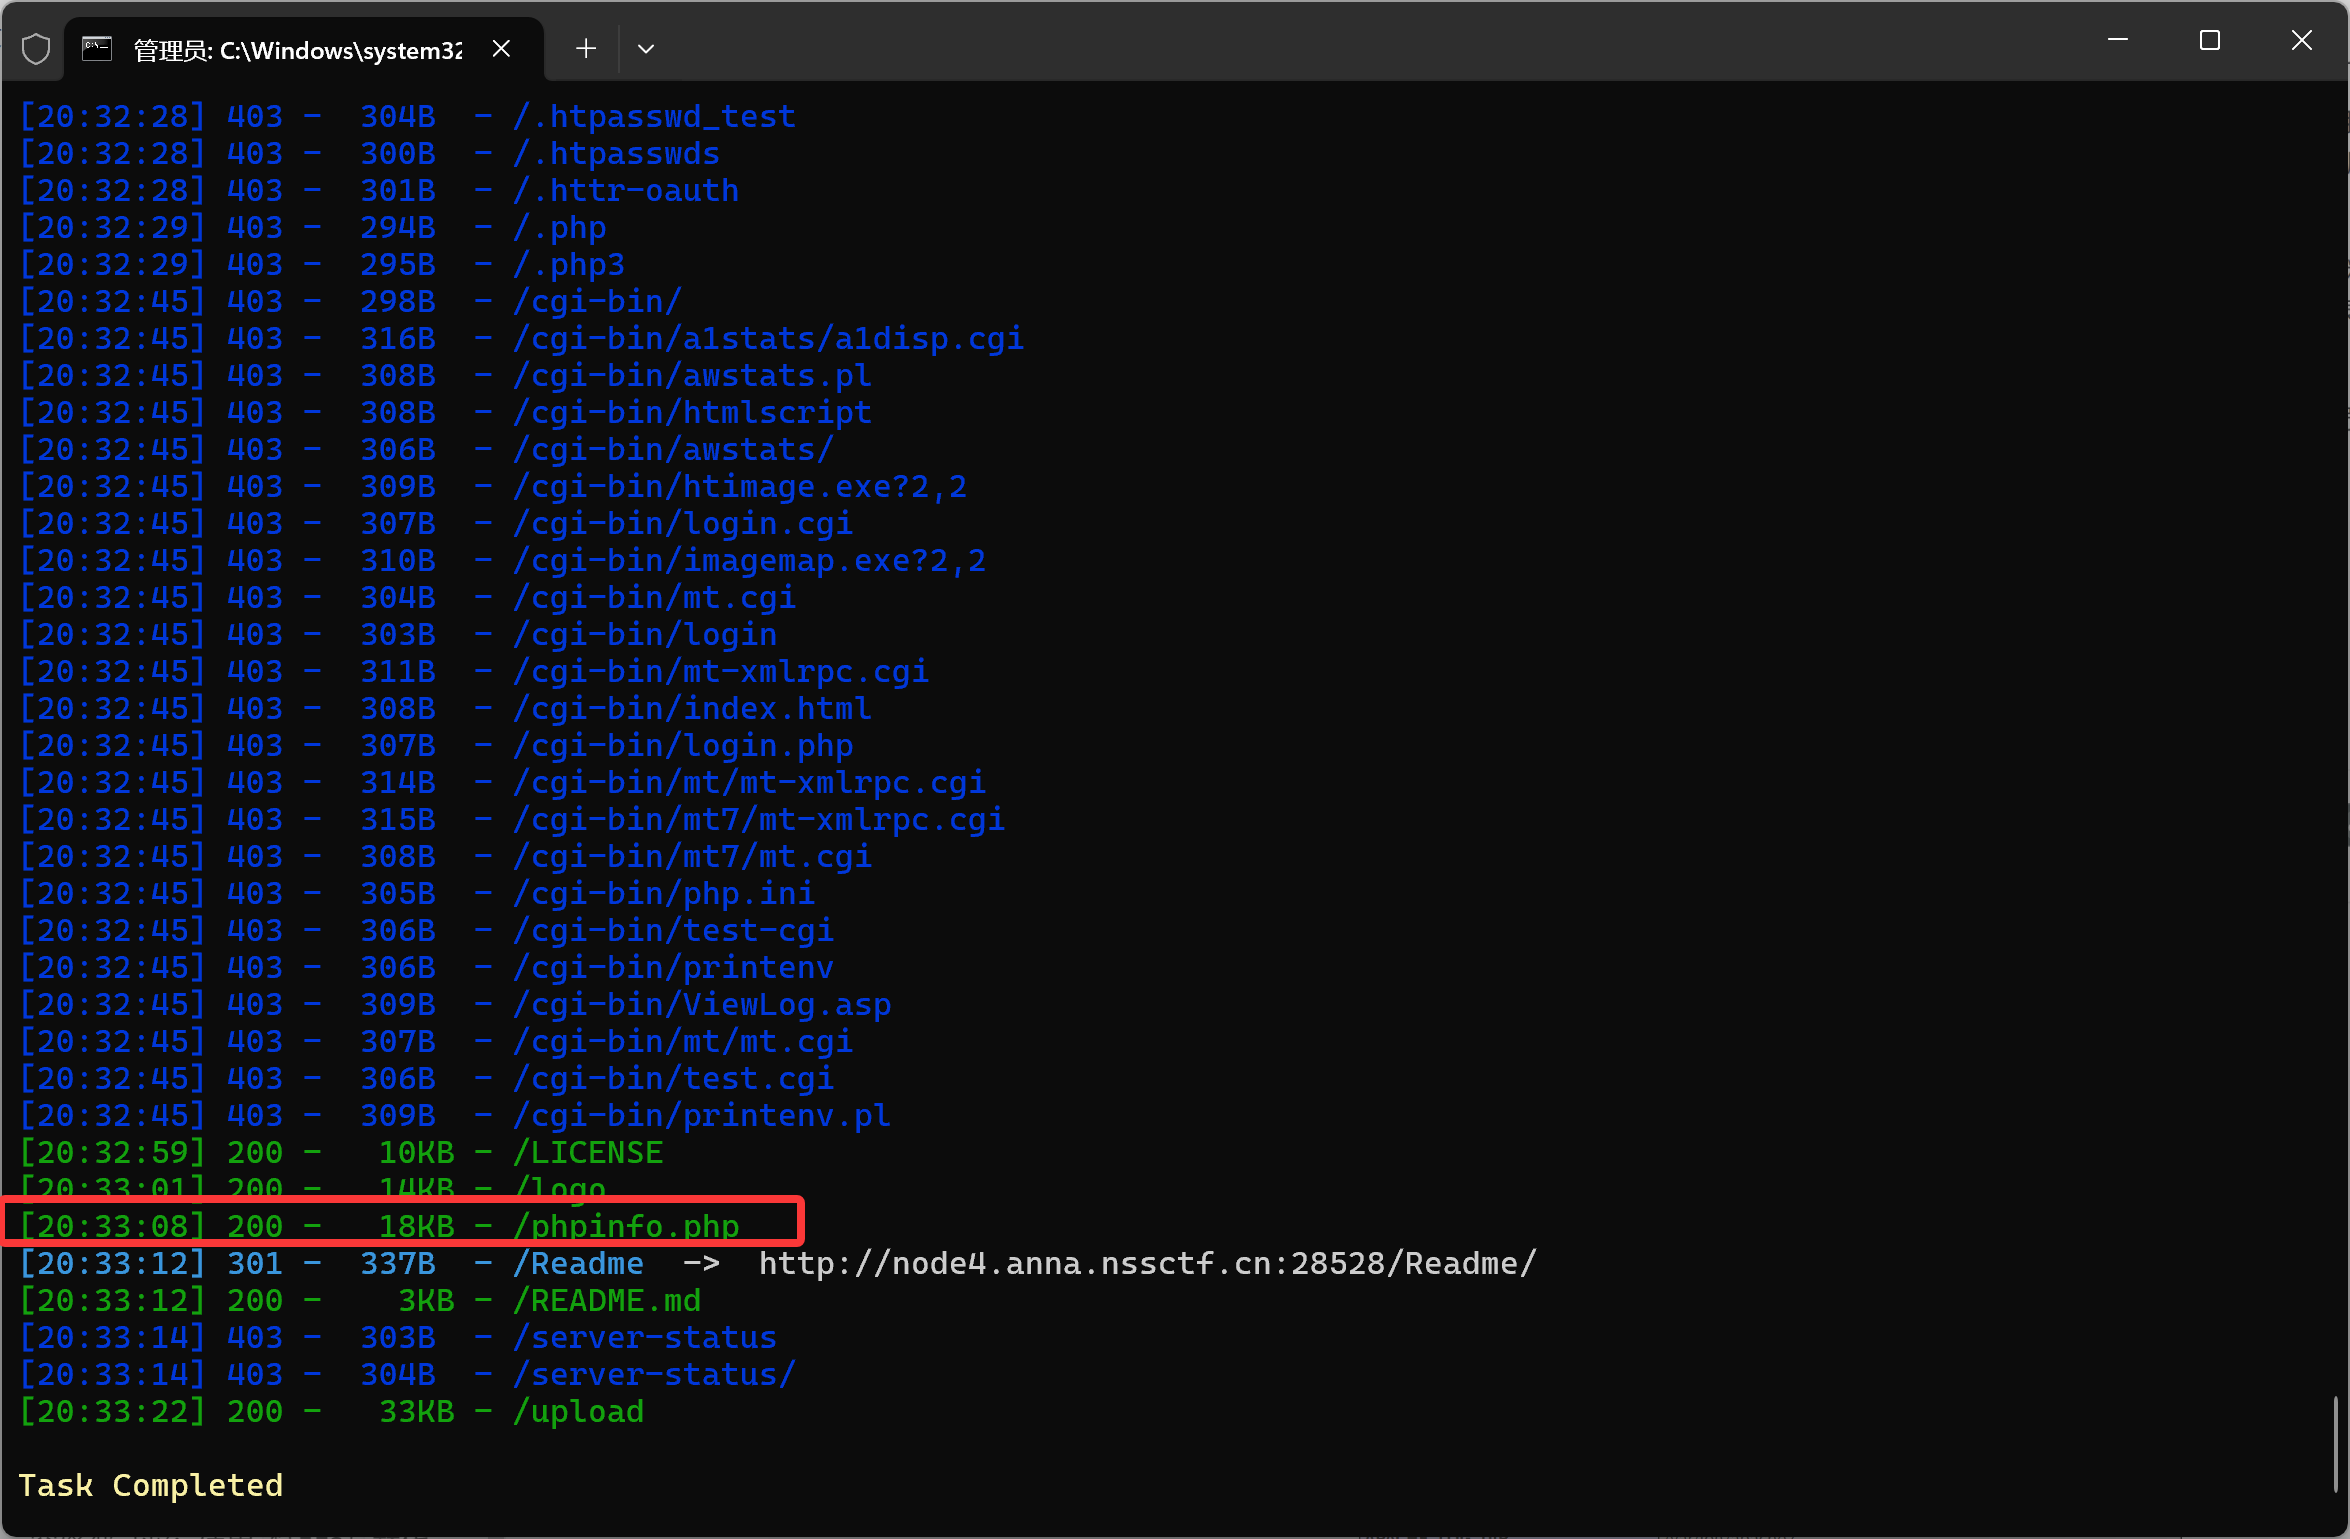 管理员: C:\Windows\system32
[20:32:28] 403 -  304B  - /.htpasswd_test
[20:32:28] 403 -  300B  - /.htpasswds
[20:32:28] 403 -  301B  - /.httr-oauth
[20:32:29] 403 -  294B  - /.php
[20:32:29] 403 -  295B  - /.php3
[20:32:45] 403 -  298B  - /cgi-bin/
[20:32:45] 403 -  316B  - /cgi-bin/a1stats/a1disp.cgi
[20:32:45] 403 -  308B  - /cgi-bin/awstats.pl
[20:32:45] 403 -  308B  - /cgi-bin/htmlscript
[20:32:45] 403 -  306B  - /cgi-bin/awstats/
[20:32:45] 403 -  309B  - /cgi-bin/htimage.exe?2,2
[20:32:45] 403 -  307B  - /cgi-bin/login.cgi
[20:32:45] 403 -  310B  - /cgi-bin/imagemap.exe?2,2
[20:32:45] 403 -  304B  - /cgi-bin/mt.cgi
[20:32:45] 403 -  303B  - /cgi-bin/login
[20:32:45] 403 -  311B  - /cgi-bin/mt-xmlrpc.cgi
[20:32:45] 403 -  308B  - /cgi-bin/index.html
[20:32:45] 403 -  307B  - /cgi-bin/login.php
[20:32:45] 403 -  314B  - /cgi-bin/mt/mt-xmlrpc.cgi
[20:32:45] 403 -  315B  - /cgi-bin/mt7/mt-xmlrpc.cgi
[20:32:45] 403 -  308B  - /cgi-bin/mt7/mt.cgi
[20:32:45] 403 -  305B  - /cgi-bin/php.ini
[20:32:45] 403 -  306B  - /cgi-bin/test-cgi
[20:32:45] 403 -  306B  - /cgi-bin/printenv
[20:32:45] 403 -  309B  - /cgi-bin/ViewLog.asp
[20:32:45] 403 -  307B  - /cgi-bin/mt/mt.cgi
[20:32:45] 403 -  306B  - /cgi-bin/test.cgi
[20:32:45] 403 -  309B  - /cgi-bin/printenv.pl
[20:32:59] 200 -   10KB - /LICENSE
[20:33:01] 200 -   14KB - /logo
[20:33:08] 200 -   18KB - /phpinfo.php
[20:33:12] 301 -  337B  - /Readme  ->  http://node4.anna.nssctf.cn:28528/Readme/
[20:33:12] 200 -    3KB - /README.md
[20:33:14] 403 -  303B  - /server-status
[20:33:14] 403 -  304B  - /server-status/
[20:33:22] 200 -   33KB - /upload
Task Completed